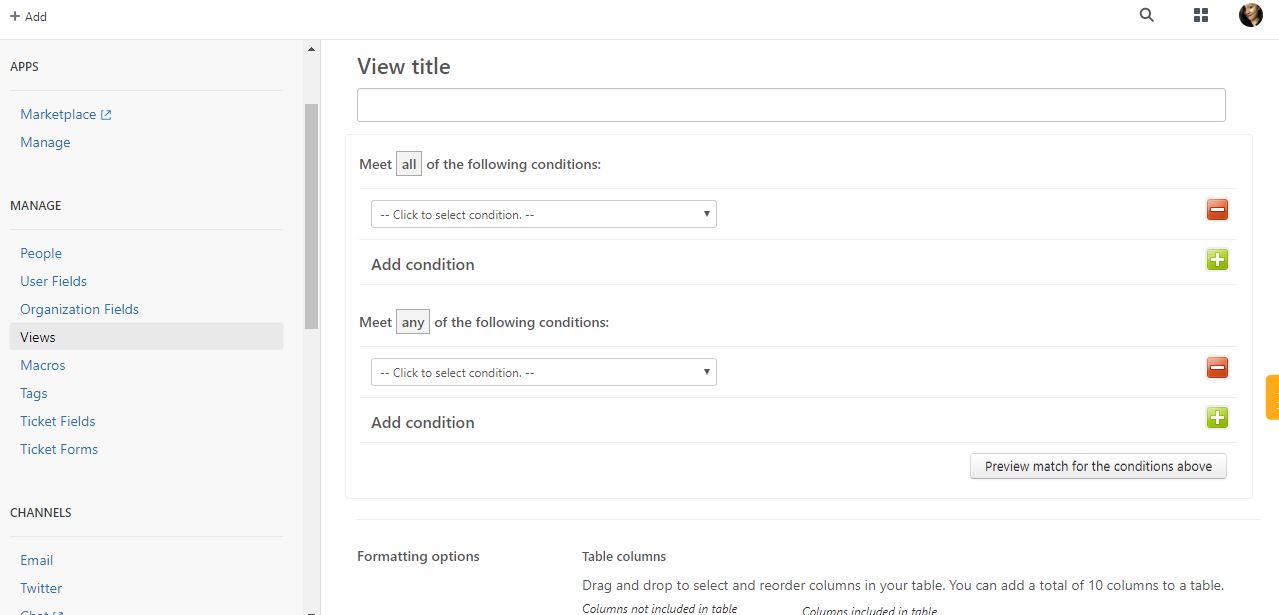 + Add
APPS
Marketplace
Manage
MANAGE
People
User Fields
Organization Fields
Views
Macros
Tags
Ticket Fields
Ticket Forms
CHANNELS
Email
Twitter
Chat
View title
Meet all of the following conditions:
-- Click to select condition. --
Add condition
Meet any of the following conditions:
-- Click to select condition. --
Add condition
Preview match for the conditions above
Formatting options
Table columns
Drag and drop to select and reorder columns in your table. You can add a total of 10 columns to a table.
Columns not included in table
Columns included in table